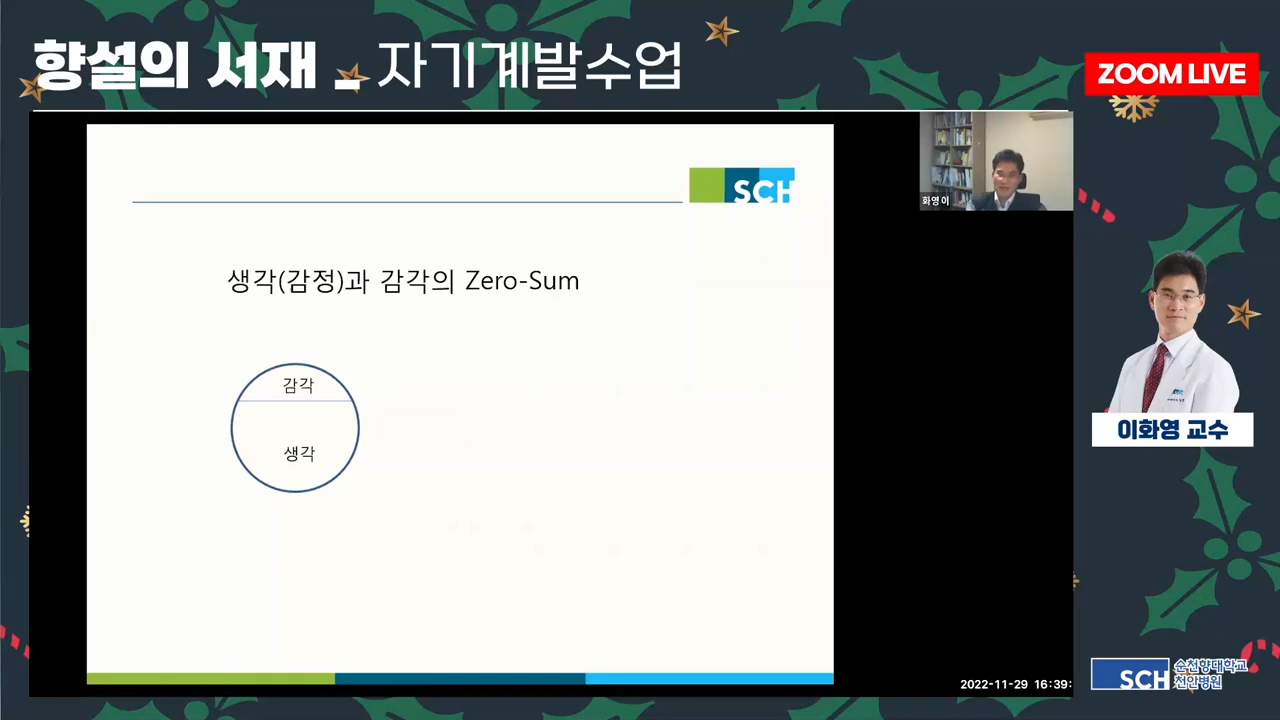 향설의 서재 _ 자기계발수업
ZOOM LIVE
SCH
화영 이
생각(감정)과 감각의 Zero-Sum
감각
생각
이화영 교수
SCH 순천향대학교
천안병원
2022-11-29 16:39: